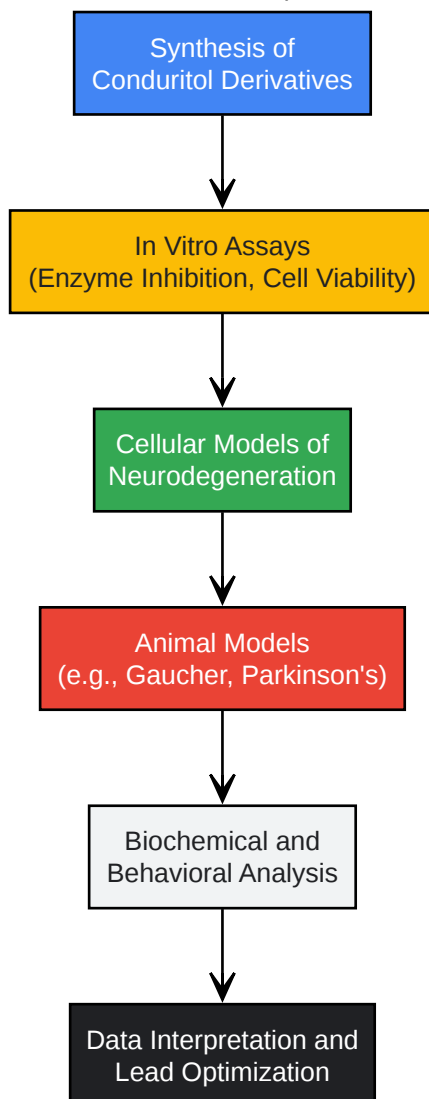 Synthesis of
Conduritol Derivatives
In Vitro Assays
(Enzyme Inhibition, Cell Viability)
Cellular Models of
Neurodegeneration
Animal Models
(e.g., Gaucher, Parkinson's)
Biochemical and
Behavioral Analysis
Data Interpretation and
Lead Optimization